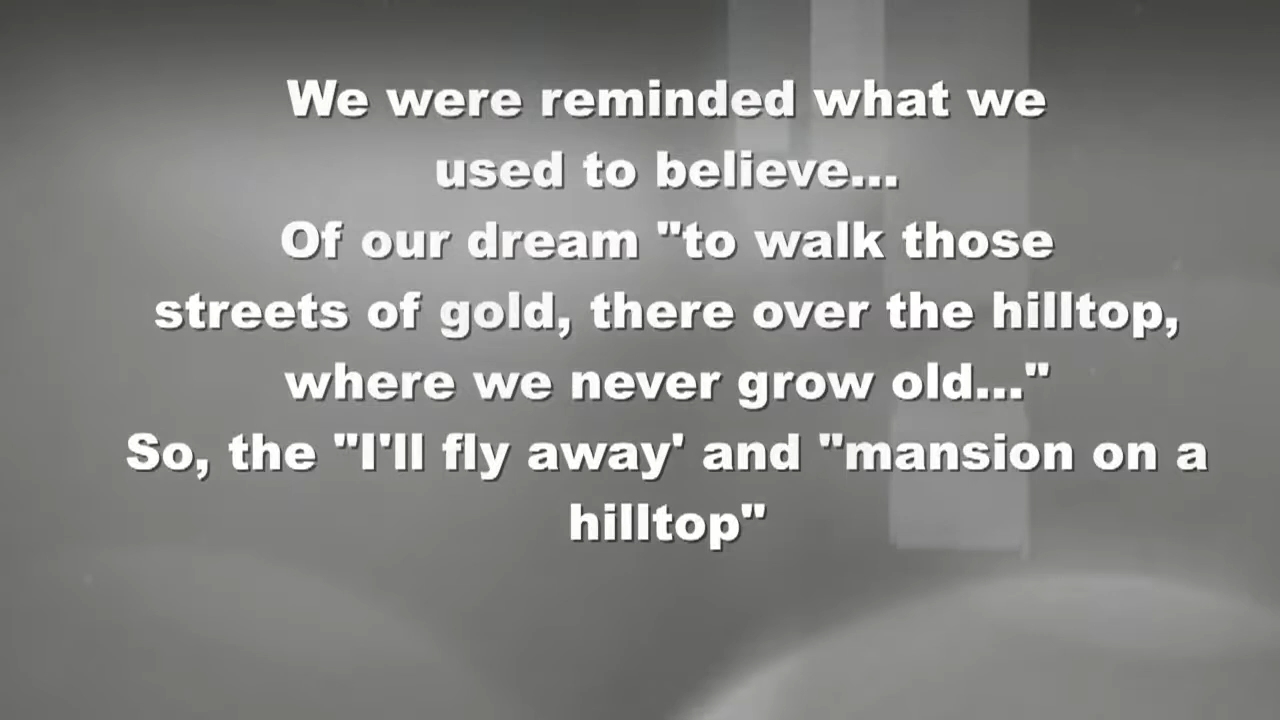 We were reminded what we
used to believe...
Of our dream "to walk those
streets of gold, there over the hilltop,
where we never grow old..."
So, the "I'll fly away' and "mansion on a
hilltop"